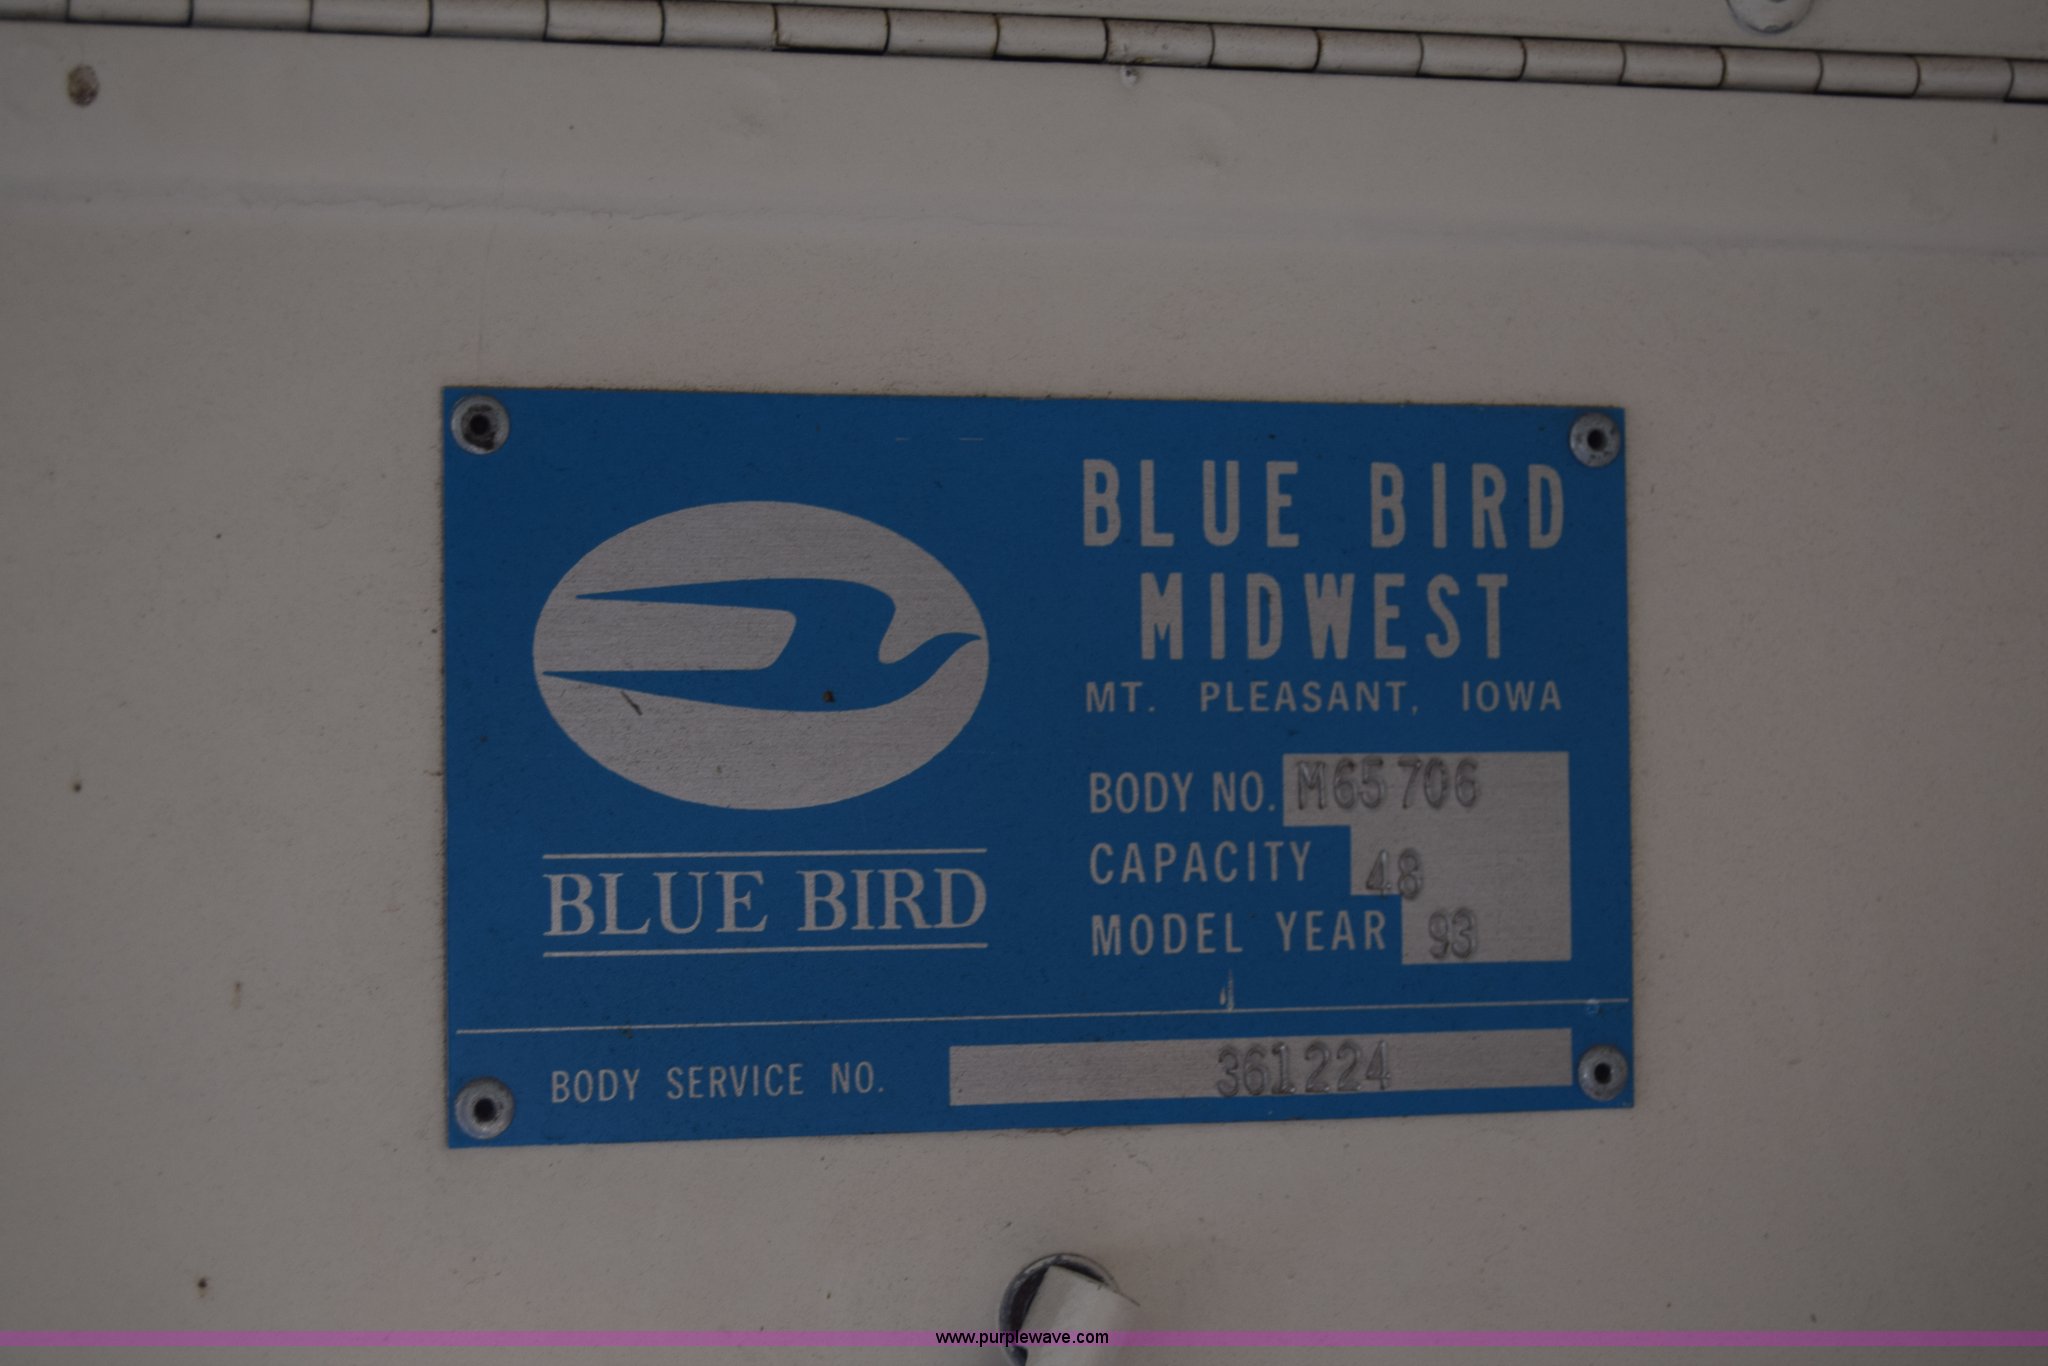 BLUE BIRD
MIDWEST
MT. PLEASANT, IOWA
BODY NO. M65706
CAPACITY 48
MODEL YEAR 93
BLUE BIRD
BODY SERVICE NO. 361224
www.purplewave.com